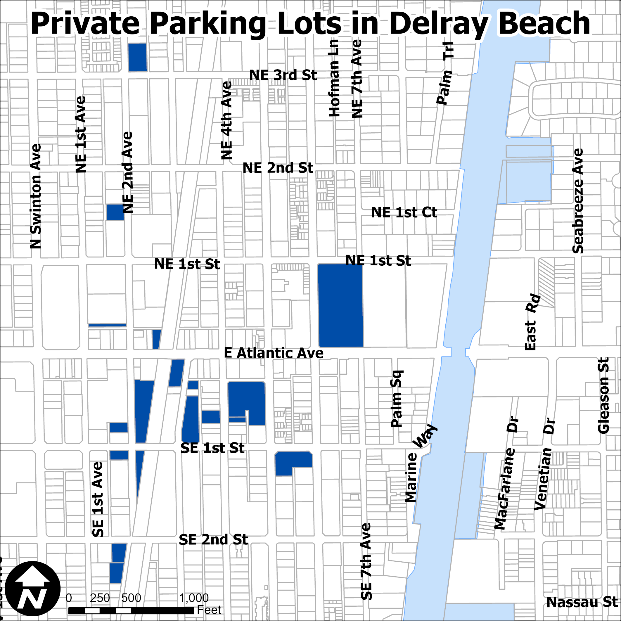 Private Parking Lots in Delray Beach
NE 3rd St
Hofman Ln
NE 7th Ave
Palm Trl
N Swinton Ave
NE 1st Ave
NE 2nd Ave
NE 4th Ave
NE 2nd St
NE 1st Ct
Seabreeze Ave
NE 1st St
NE 1st St
East Rd
E Atlantic Ave
Palm Sq
Gleason St
Marine Way
MacFarlane Dr
Venetian Dr
SE 1st St
SE 1st Ave
SE 2nd St
SE 7th Ave
Nassau St
N
0 250 500 1,000
Feet